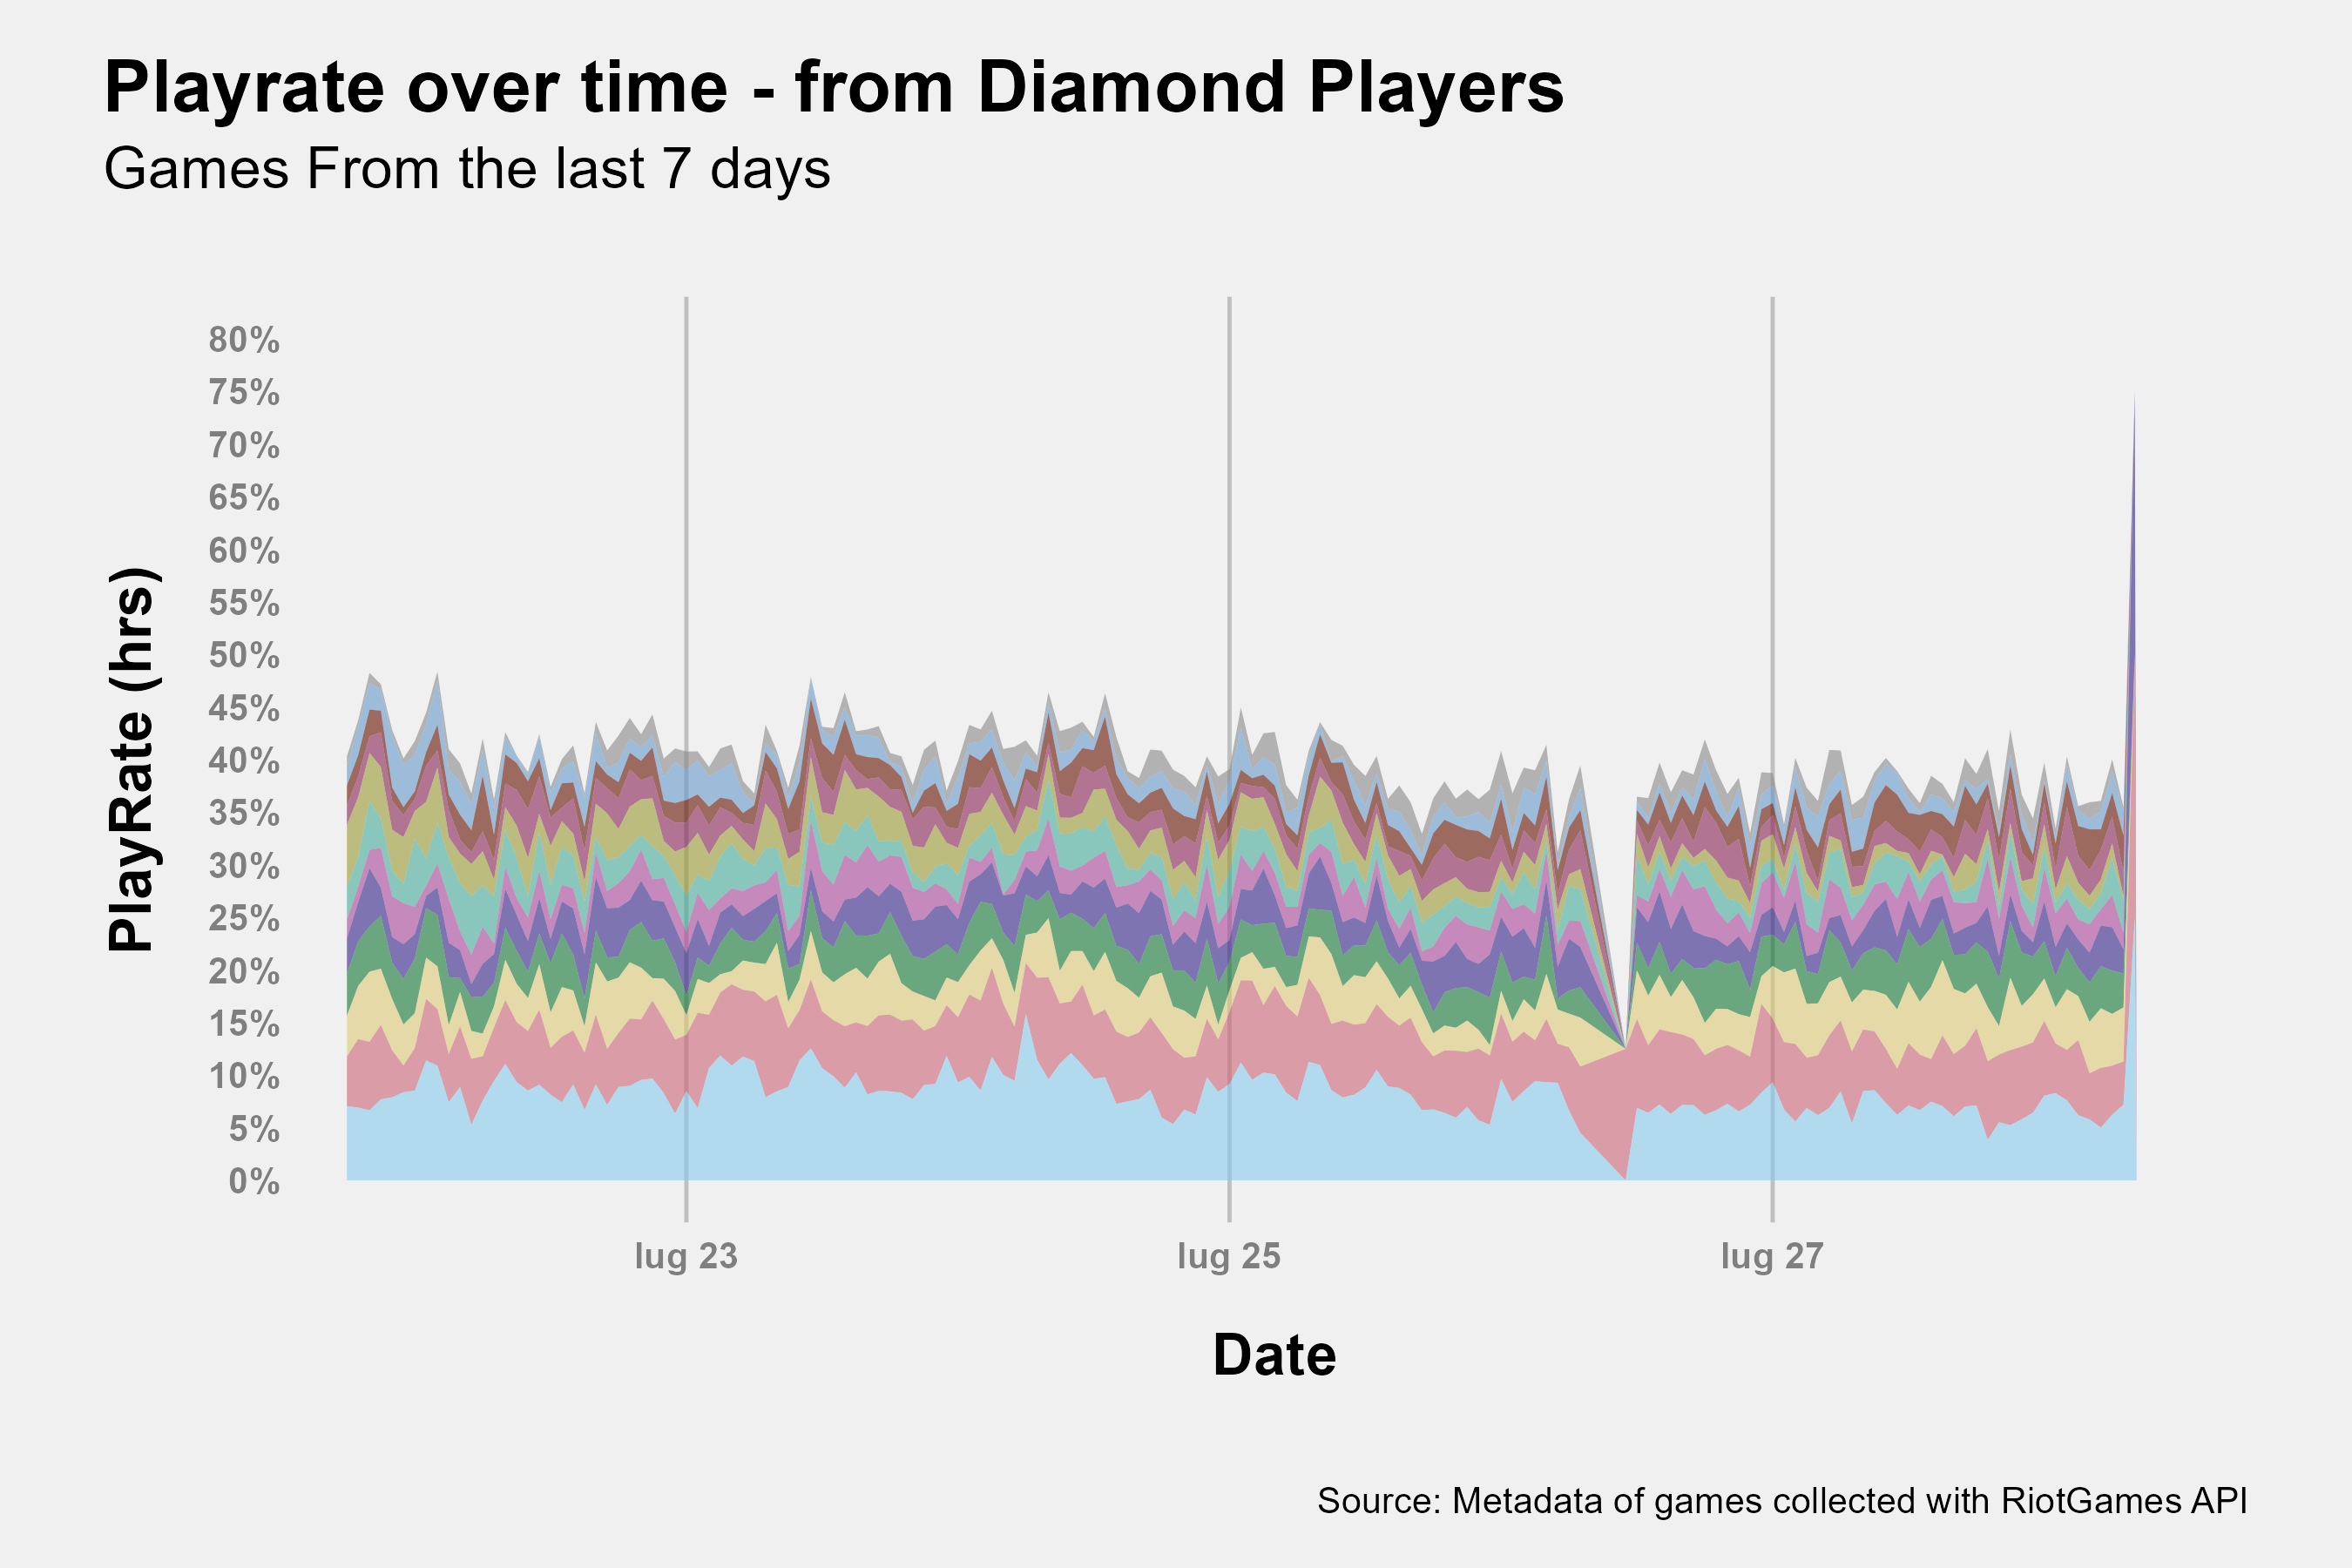 Playrate over time - from Diamond Players
Games From the last 7 days
PlayRate (hrs)
80%
75%
70%
65%
60%
55%
50%
45%
40%
35%
30%
25%
20%
15%
10%
5%
0%
lug 23
lug 25
lug 27
Date
Source: Metadata of games collected with RiotGames API